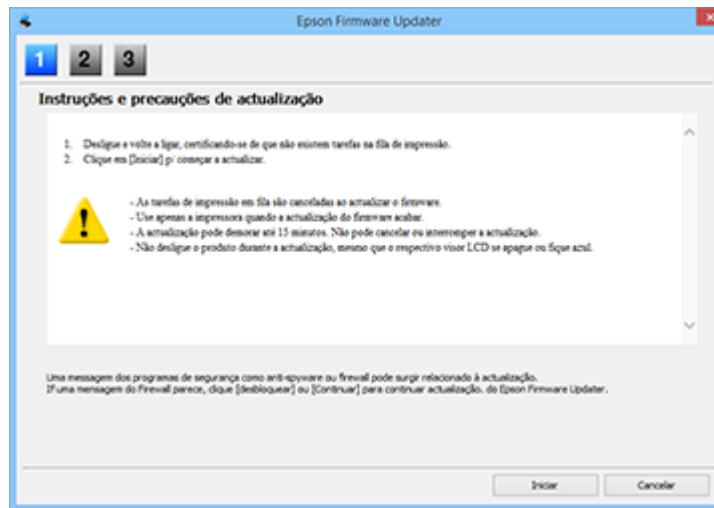 Epson Firmware Updater
1 2 3
Instruções e precauções de actualização
1. Desligue e volte a ligar, certificando-se de que não existem tarefas na fila de impressão.
2. Clique em [Iniciar] p/ começar a actualizar.
- As tarefas de impressão em fila são canceladas ao actualizar o firmware.
- Use apenas a impressora quando a actualização do firmware acabar.
- A actualização pode demorar até 15 minutos. Não pode cancelar ou interromper a actualização.
- Não desligue o produto durante a actualização, mesmo que o respectivo visor LCD se apague ou fique azul.
Uma messagem dos programas de segurança como anti-spyware ou firewall pode surgir relacionado à actualização.
If uma mensagem do Firewall parece, clique [desbloquear] ou [Continuar] para continuar actualização. do Epson Firmware Updater.
Iniciar Cancelar